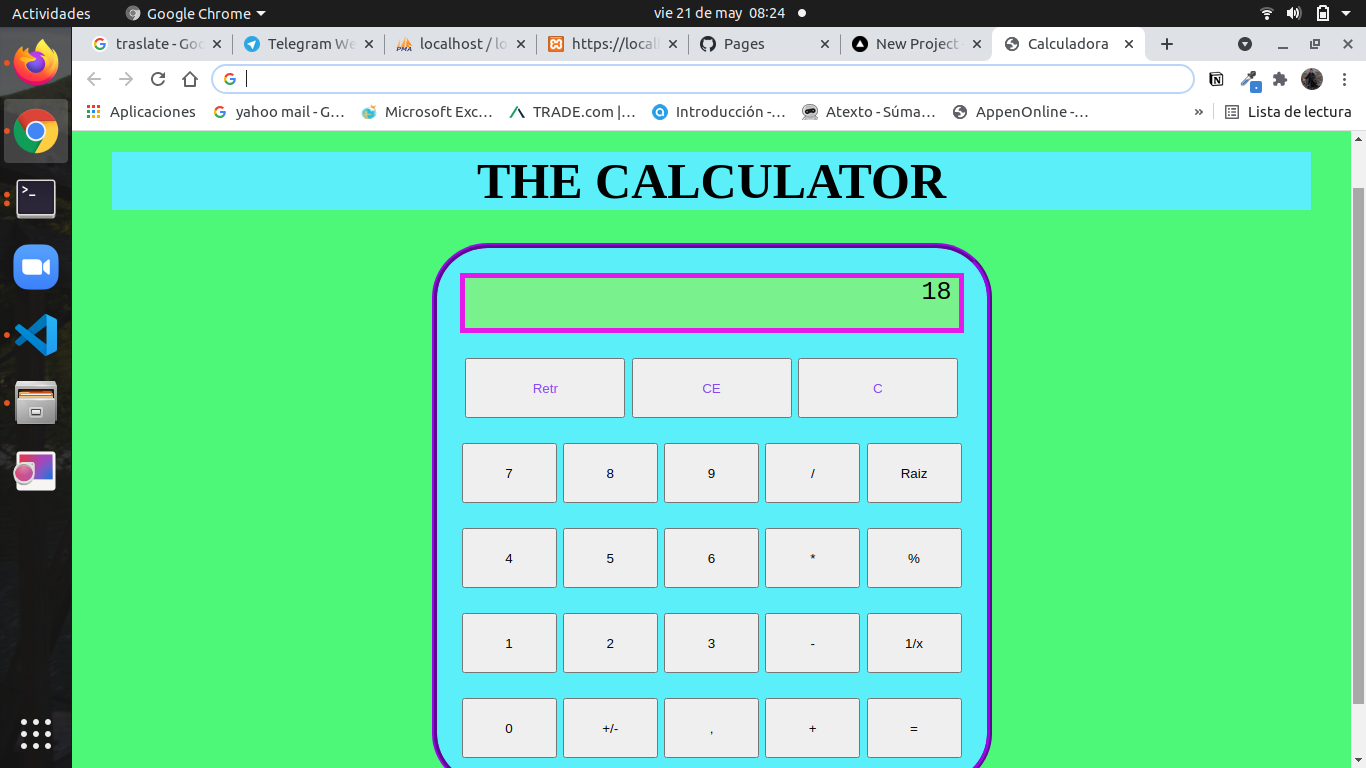 Actividades Google Chrome vie 21 de may 08:24
traslate - Goo Telegram We localhost / lo https://locall Pages New Project - Calculadora
Aplicaciones yahoo mail - G… Microsoft Exc… TRADE.com |… Introducción -… Atexto - Súma… AppenOnline -… » Lista de lectura
THE CALCULATOR
18
Retr CE C
7 8 9 / Raiz
4 5 6 * %
1 2 3 - 1/x
0 +/- , + =